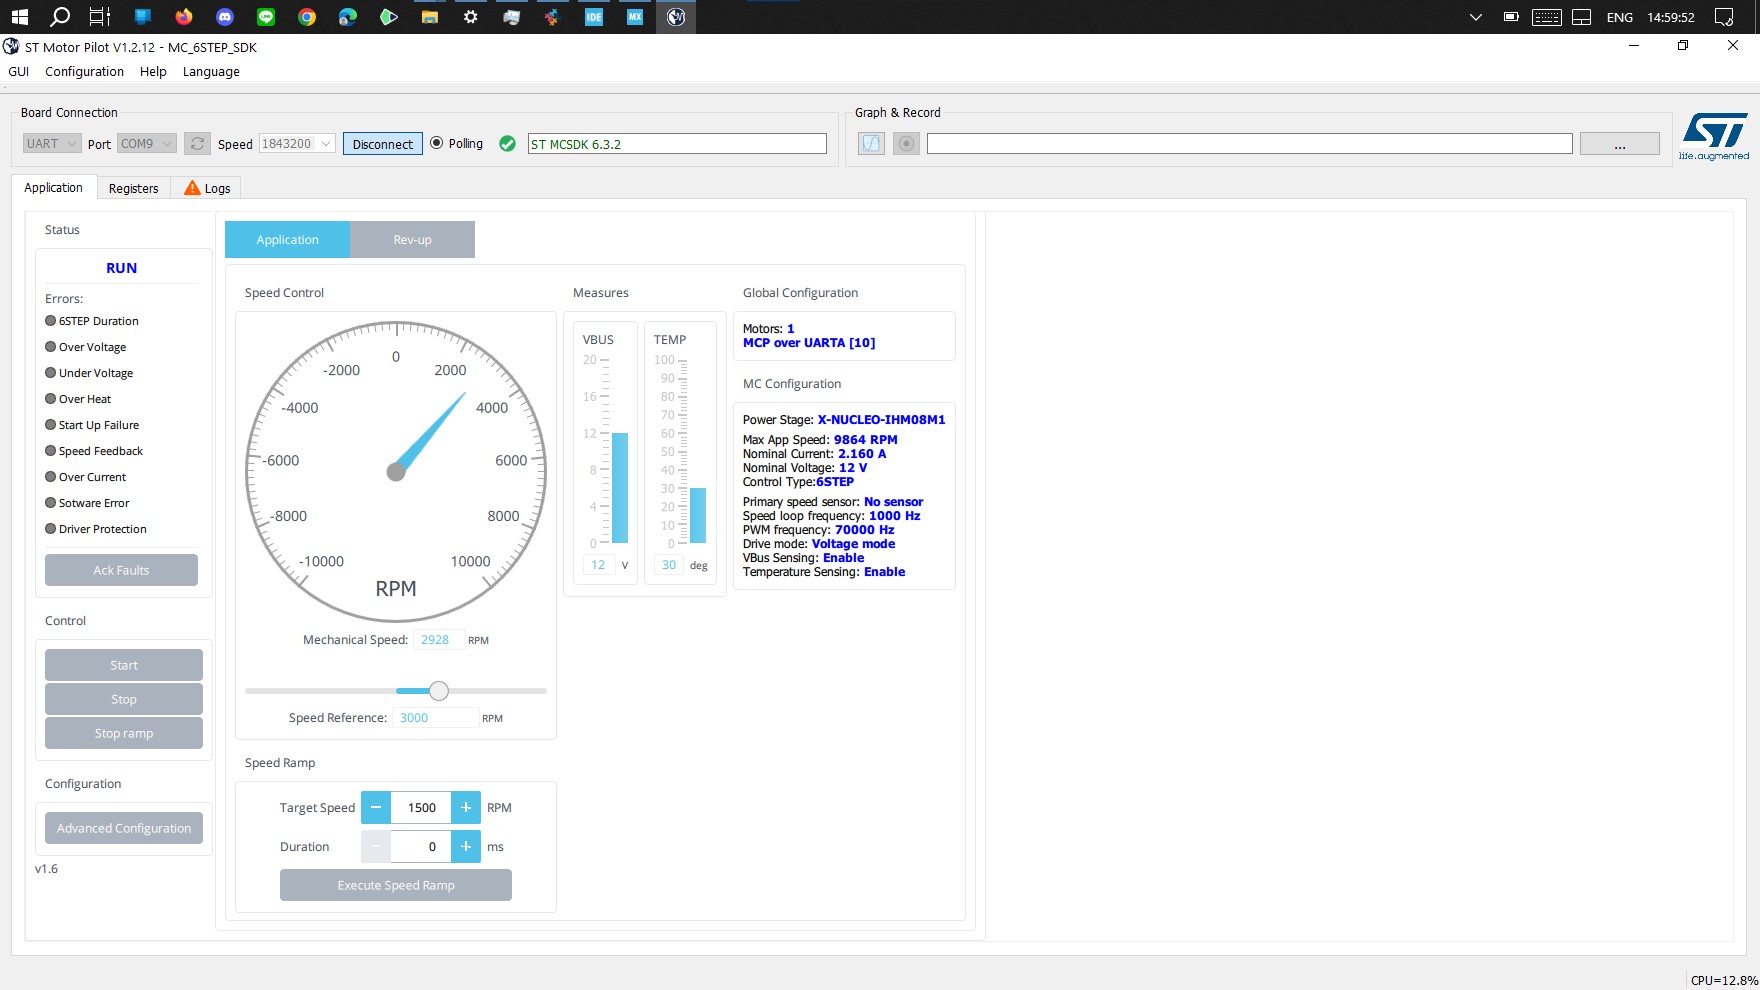 ENG 14:59:52
ST Motor Pilot V1.2.12 - MC_6STEP_SDK
GUI Configuration Help Language
Board Connection
UART Port COM9 Speed 1843200 Disconnect Polling ST MCSDK 6.3.2
Graph & Record
...
ST
life.augmented
Application Registers Logs
Status
RUN
Errors:
6STEP Duration
Over Voltage
Under Voltage
Over Heat
Start Up Failure
Speed Feedback
Over Current
Sotware Error
Driver Protection
Ack Faults
Control
Start
Stop
Stop ramp
Configuration
Advanced Configuration
v1.6
Application Rev-up
Speed Control
0
-2000 2000
-4000 4000
-6000 6000
-8000 8000
-10000 10000
RPM
Mechanical Speed: 2928 RPM
Speed Reference: 3000 RPM
Speed Ramp
Target Speed − 1500 + RPM
Duration − 0 + ms
Execute Speed Ramp
Measures
VBUS
20
16
12
8
4
0
12 V
TEMP
100
90
80
70
60
50
40
30
20
10
0
30 deg
Global Configuration
Motors: 1
MCP over UARTA [10]
MC Configuration
Power Stage: X-NUCLEO-IHM08M1
Max App Speed: 9864 RPM
Nominal Current: 2.160 A
Nominal Voltage: 12 V
Control Type:6STEP
Primary speed sensor: No sensor
Speed loop frequency: 1000 Hz
PWM frequency: 70000 Hz
Drive mode: Voltage mode
VBus Sensing: Enable
Temperature Sensing: Enable
CPU=12.8%
IDE
MX